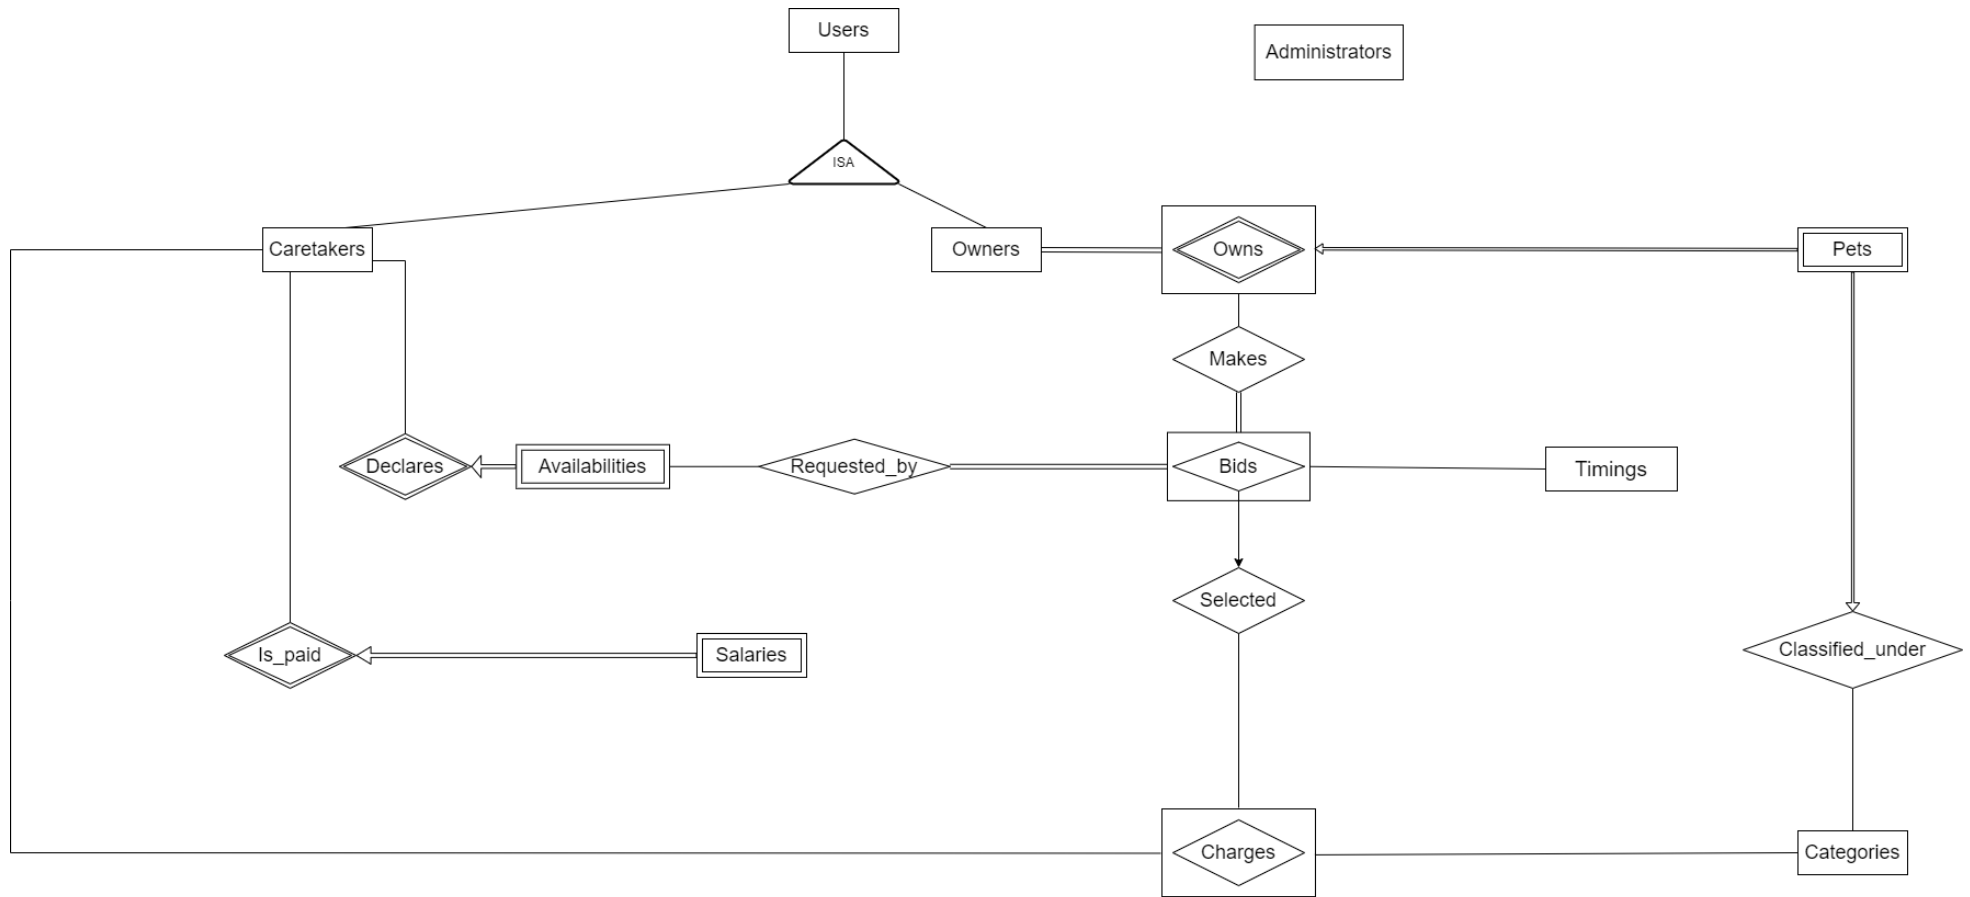 Users
Administrators
ISA
Caretakers
Owners
Owns
Pets
Makes
Declares
Availabilities
Requested_by
Bids
Timings
Selected
Is_paid
Salaries
Classified_under
Charges
Categories